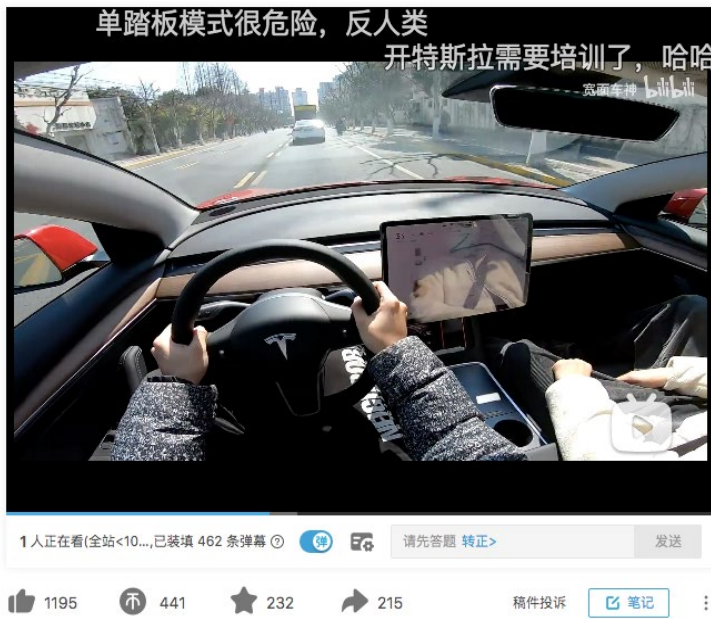 单踏板模式很危险，反人类
开特斯拉需要培训了，哈哈
宽面车神 bilibili
1人正在看(全站<10...,已装填 462 条弹幕
弹
请先答题 转正>
发送
1195
币
441
232
215
稿件投诉
笔记